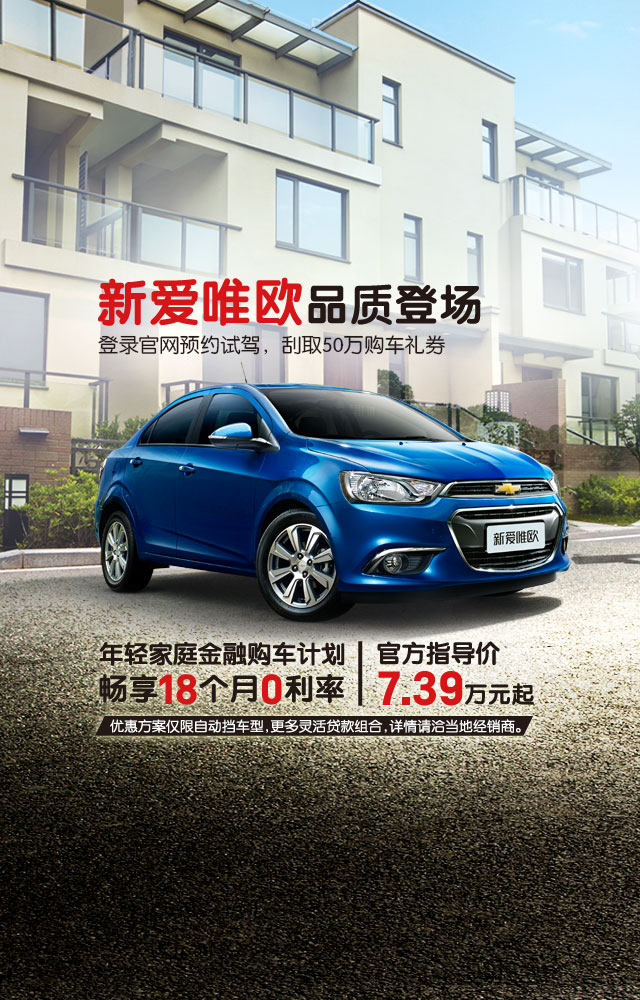 新爱唯欧品质登场
登录官网预约试驾，刮取50万购车礼券
新爱唯欧
年轻家庭金融购车计划
畅享18个月0利率
官方指导价
7.39万元起
优惠方案仅限自动挡车型，更多灵活贷款组合，详情请洽当地经销商。